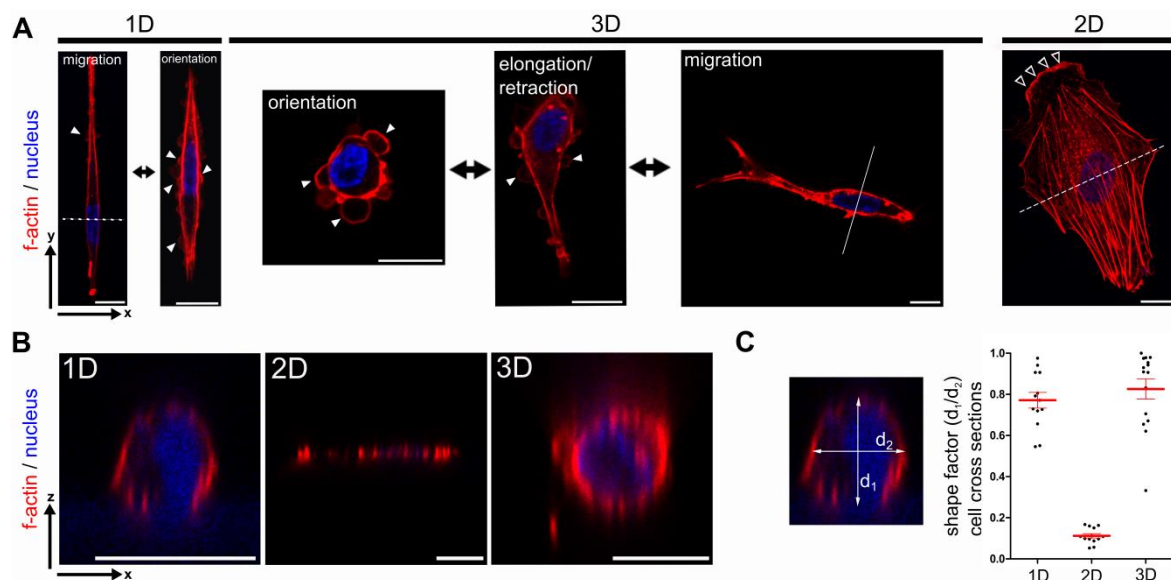 A
1D
3D
2D
migration
orientation
orientation
elongation/
retraction
migration
f-actin / nucleus
y
x
B
1D
2D
3D
f-actin / nucleus
z
x
C
d₂
d₁
shape factor (d₁/d₂)
cell cross sections
1.0
0.8
0.6
0.4
0.2
0.0
1D
2D
3D